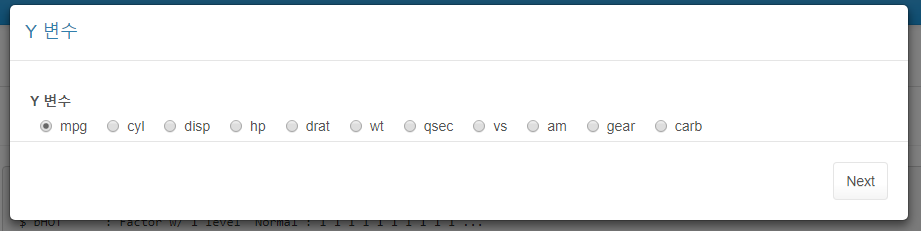 Y 변수
Y 변수
mpg cyl disp hp drat wt qsec vs am gear carb
Next